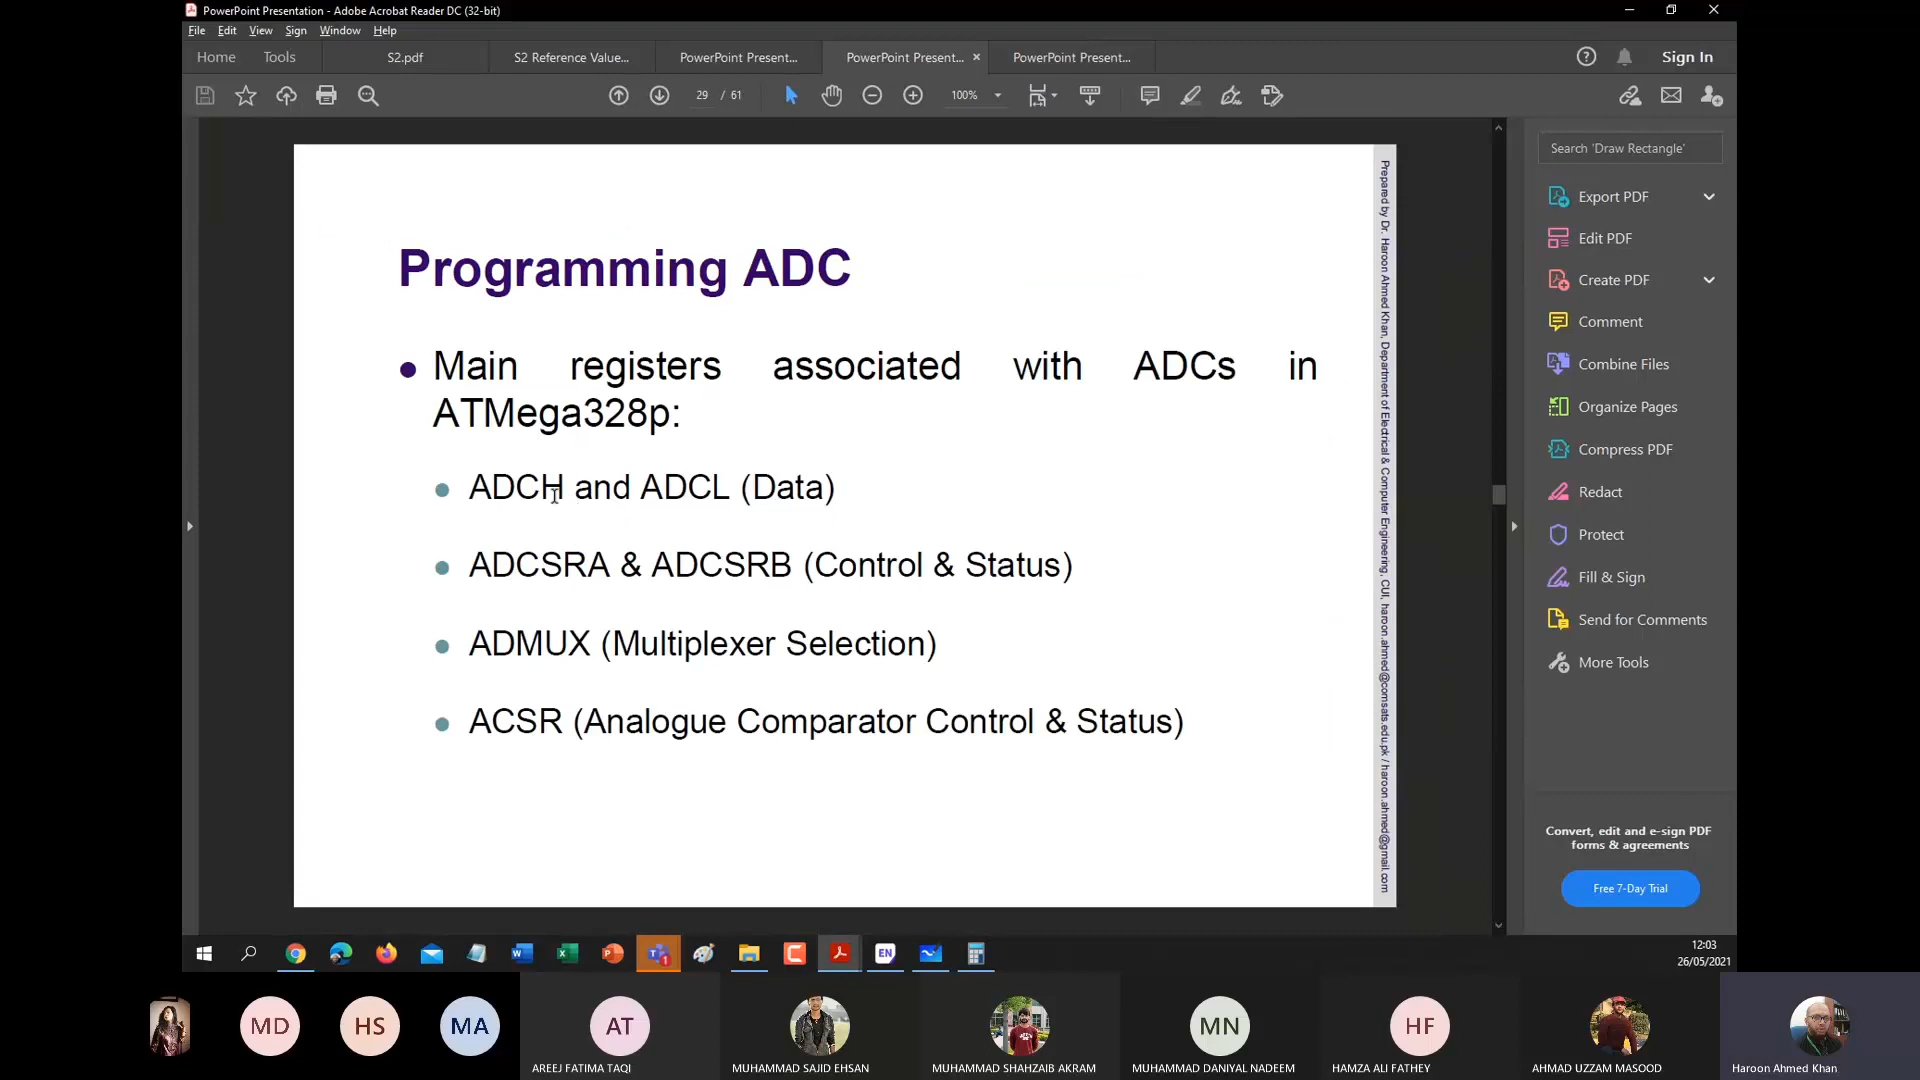 PowerPoint Presentation - Adobe Acrobat Reader DC (32-bit)
File Edit View Sign Window Help
Home Tools S2.pdf S2 Reference Value... PowerPoint Present... PowerPoint Present... PowerPoint Present... Sign In
29 / 61 100%
Search 'Draw Rectangle'
Export PDF
Edit PDF
Create PDF
Comment
Combine Files
Organize Pages
Compress PDF
Redact
Protect
Fill & Sign
Send for Comments
More Tools
Convert, edit and e-sign PDF
forms & agreements
Free 7-Day Trial
Programming ADC
Main registers associated with ADCs in
ATMega328p:
ADCH and ADCL (Data)
ADCSRA & ADCSRB (Control & Status)
ADMUX (Multiplexer Selection)
ACSR (Analogue Comparator Control & Status)
Prepared by Dr. Haroon Ahmed Khan, Department of Electrical & Computer Engineering, CUI, haroon.ahmed@comsats.edu.pk / haroon.ahmed@gmail.com
EN
12:03
26/05/2021
MD HS MA AT MN HF
AREEJ FATIMA TAQI MUHAMMAD SAJID EHSAN MUHAMMAD SHAHZAIB AKRAM MUHAMMAD DANIYAL NADEEM HAMZA ALI FATHEY AHMAD UZZAM MASOOD Haroon Ahmed Khan